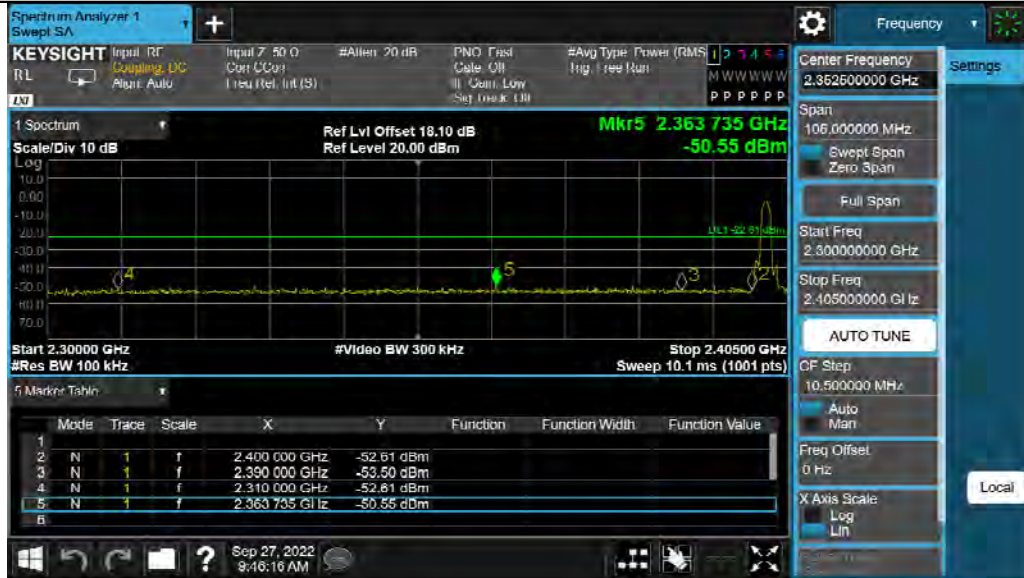 Spectrum Analyzer 1
Swept SA
+
Frequency
KEYSIGHT
RL
LXI
Input: RF
Coupling: DC
Align: Auto
Input Z: 50 Ω
Corr CCorr
Freq Ref: Int (S)
#Atten: 20 dB
PNO: Fast
Gate: Off
IF Gain: Low
Sig Track: Off
#Avg Type: Power (RMS
Trig: Free Run
1 2 3 4 5 6
M W W W W W
P P P P P P
Center Frequency
2.352500000 GHz
Settings
1 Spectrum
Scale/Div 10 dB
Ref Lvl Offset 18.10 dB
Ref Level 20.00 dBm
Mkr5 2.363 735 GHz
-50.55 dBm
Log
10.0
0.00
-10.0
-20.0
-30.0
-40.0
-50.0
-60.0
-70.0
DL1 -22.61 dBm
4
5
3
2
Start 2.30000 GHz
#Res BW 100 kHz
#Video BW 300 kHz
Stop 2.40500 GHz
Sweep 10.1 ms (1001 pts)
Span
Swept Span
Zero Span
Full Span
Start Freq
2.300000000 GHz
Stop Freq
2.405000000 GHz
AUTO TUNE
CF Step
10.500000 MHz
Auto
Man
Freq Offset
0 Hz
X Axis Scale
Log
Lin
Local
5 Marker Table
Mode Trace Scale X Y Function Function Width Function Value
1
2 N 1 f 2.400 000 GHz -52.61 dBm
3 N 1 f 2.390 000 GHz -53.50 dBm
4 N 1 f 2.310 000 GHz -52.61 dBm
5 N 1 f 2.363 735 GHz -50.55 dBm
6
?
Sep 27, 2022
9:46:16 AM